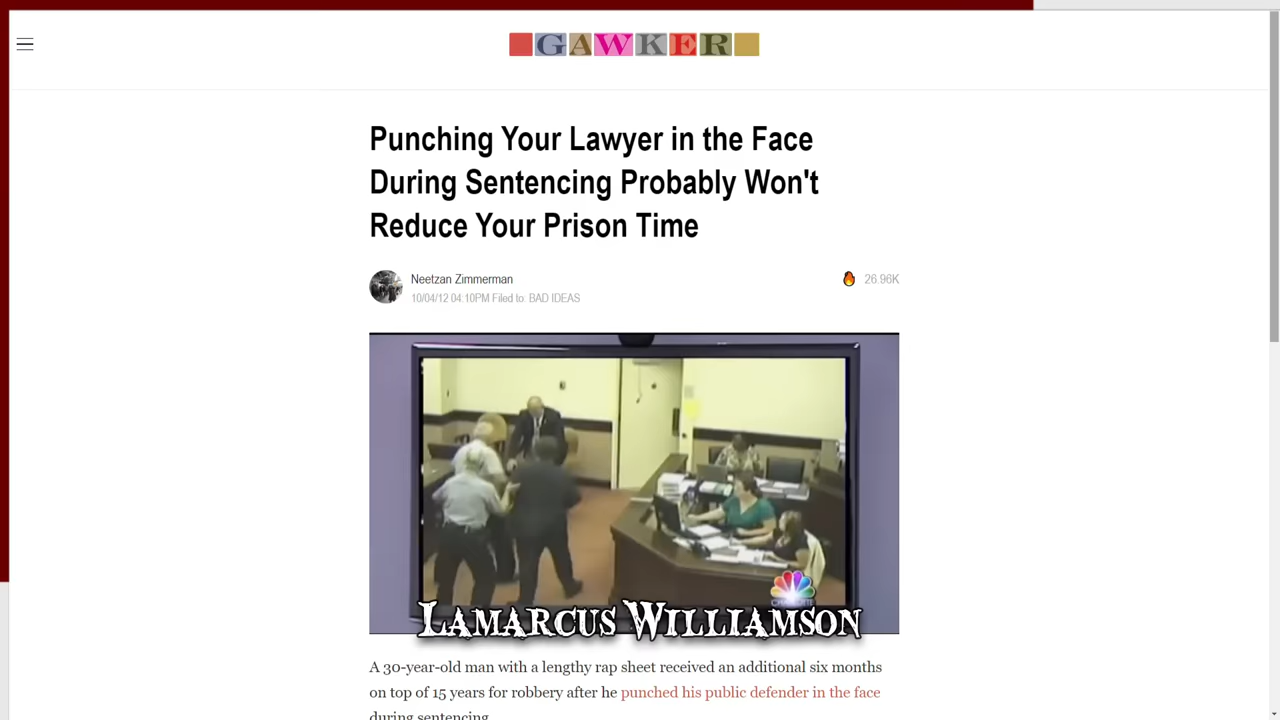 GAWKER
Punching Your Lawyer in the Face
During Sentencing Probably Won't
Reduce Your Prison Time
Neetzan Zimmerman
10/04/12 04:10PM Filed to: BAD IDEAS
26.96K
LAMARCUS WILLIAMSON
A 30-year-old man with a lengthy rap sheet received an additional six months
on top of 15 years for robbery after he punched his public defender in the face
during sentencing